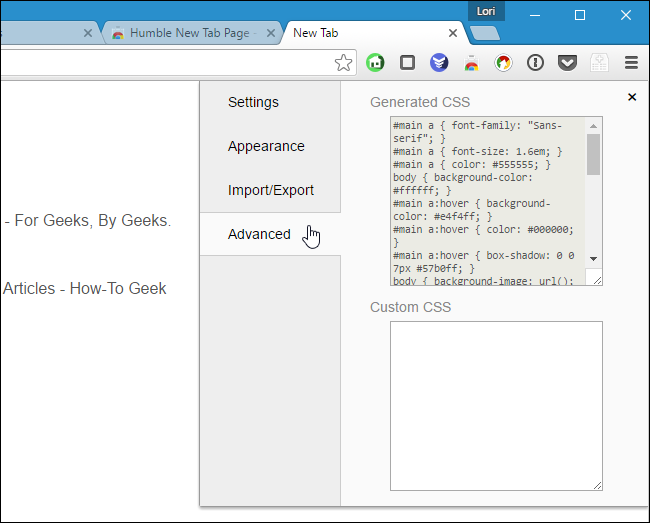 Lori
s
Humble New Tab Page -
New Tab
Settings
Appearance
Import/Export
Advanced
- For Geeks, By Geeks.
Articles - How-To Geek
Generated CSS
#main a { font-family: "Sans-
serif"; }
#main a { font-size: 1.6em; }
#main a { color: #555555; }
body { background-color:
#ffffff; }
#main a:hover { background-
color: #e4f4ff; }
#main a:hover { color: #000000;
}
#main a:hover { box-shadow: 0 0
7px #57b0ff; }
body { background-image: url();
Custom CSS